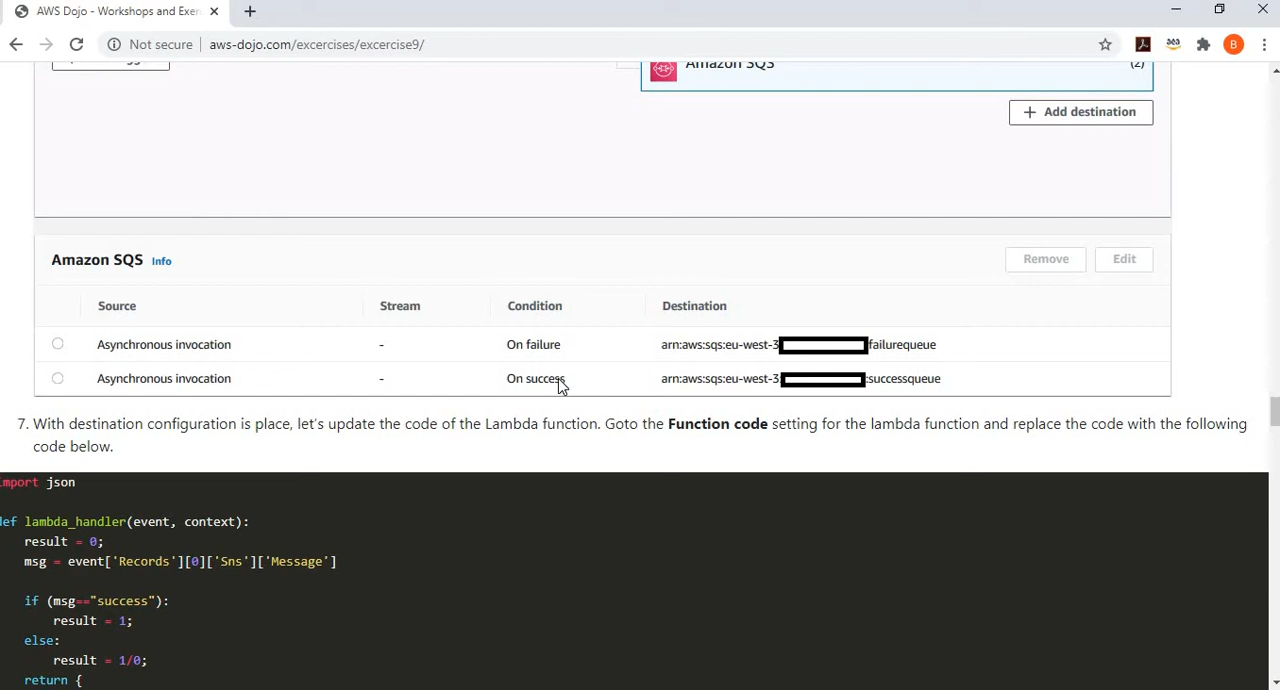 AWS Dojo - Workshops and Exer
Not secure
aws-dojo.com/excercises/excercise9/
B
Amazon SQS
(2)
+ Add destination
Amazon SQS Info
Remove
Edit
Source Stream Condition Destination
Asynchronous invocation - On failure arn:aws:sqs:eu-west-3 failurequeue
Asynchronous invocation - On success arn:aws:sqs:eu-west-3: :successqueue
7. With destination configuration is place, let's update the code of the Lambda function. Goto the Function code setting for the lambda function and replace the code with the following
code below.
import json
def lambda_handler(event, context):
result = 0;
msg = event['Records'][0]['Sns']['Message']
if (msg=="success"):
result = 1;
else:
result = 1/0;
return {